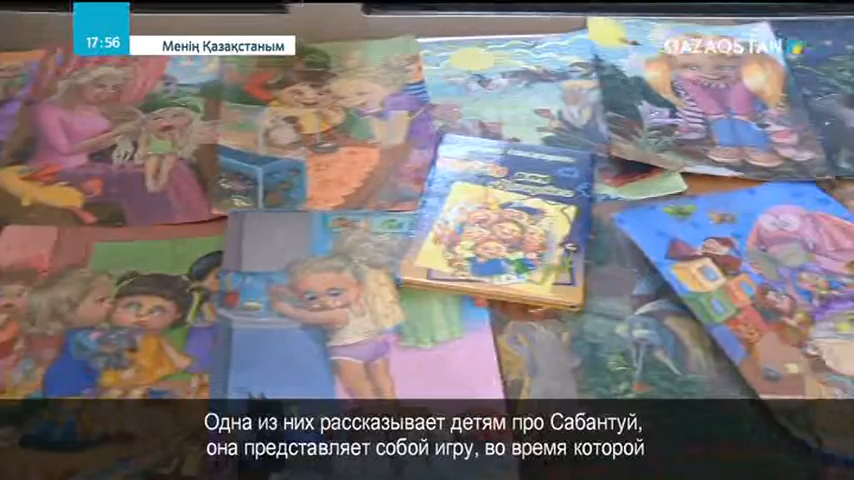 17:56
Менің Қазақстаным
QAZAQSTAN
Одна из них рассказывает детям про Сабантуй,
она представляет собой игру, во время которой